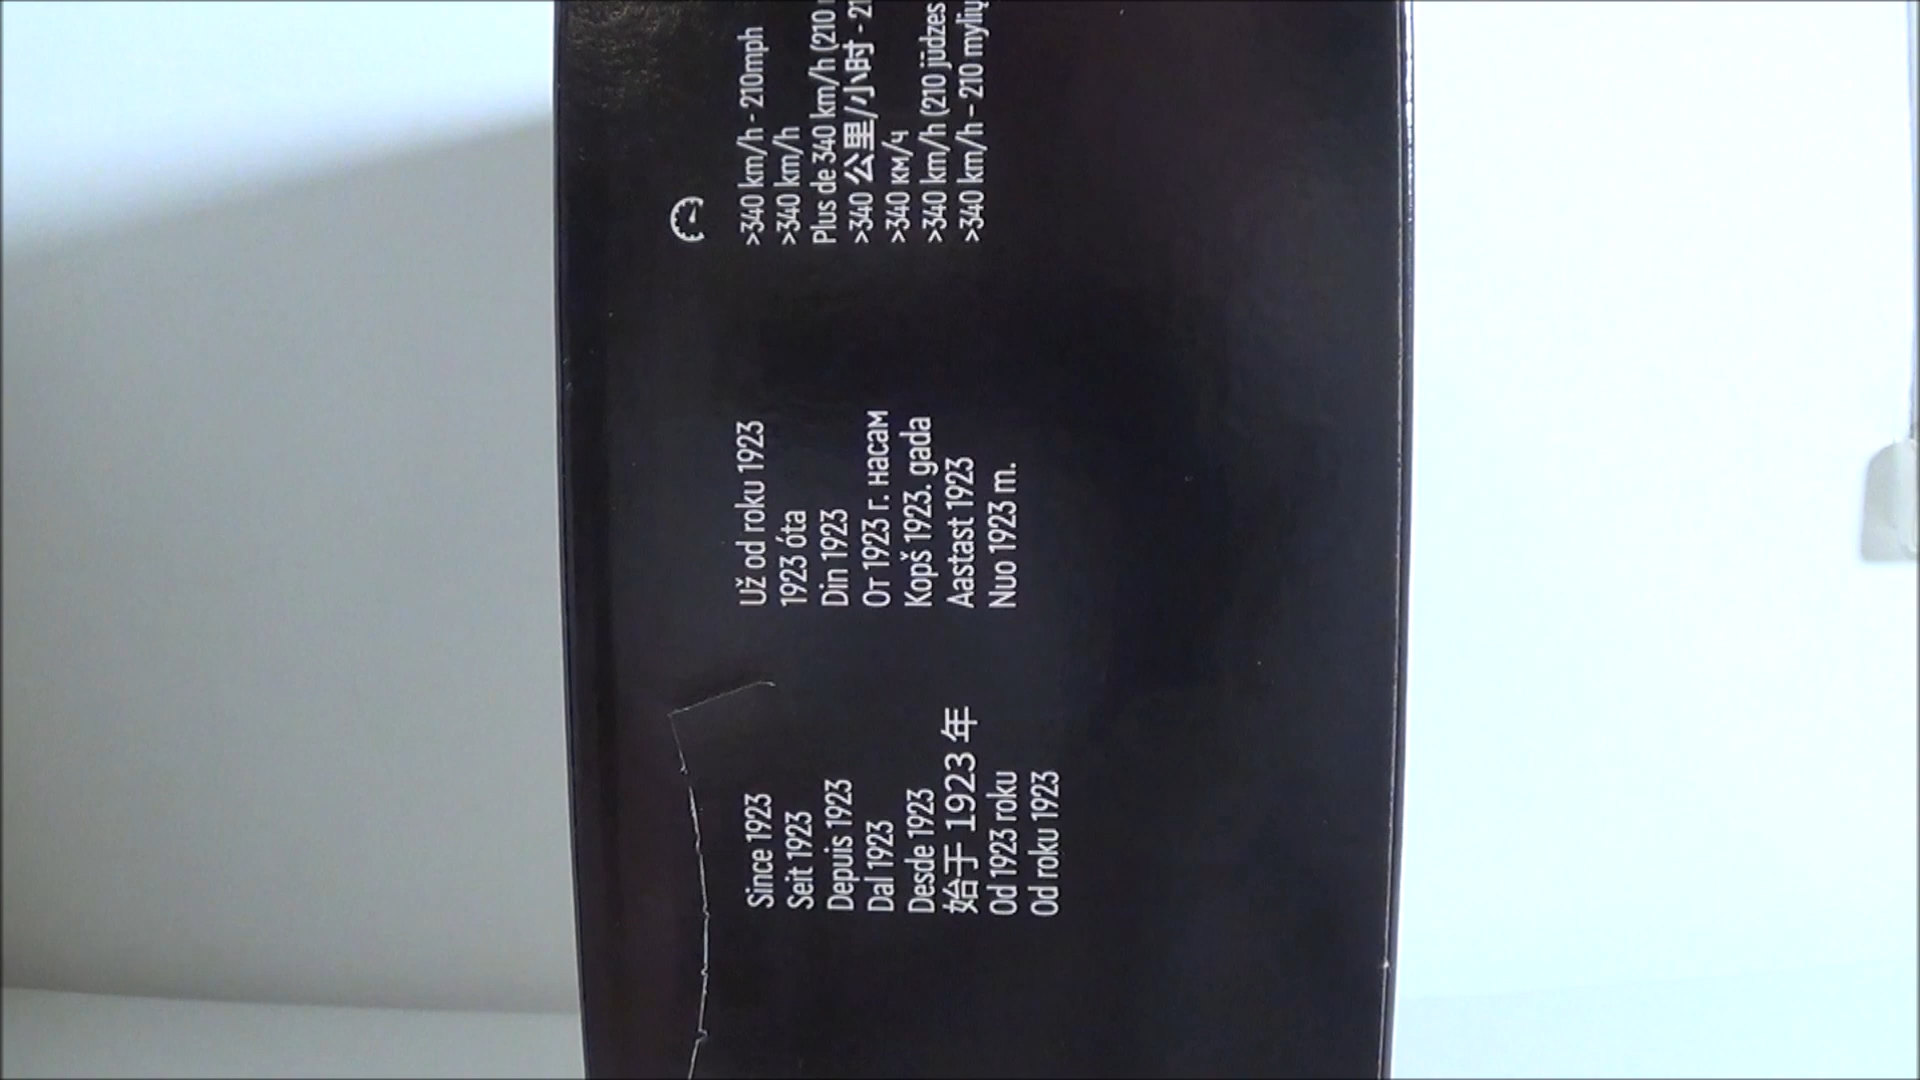 Since 1923
Seit 1923
Depuis 1923
Dal 1923
Desde 1923
始于 1923 年
Od 1923 roku
Od roku 1923
Už od roku 1923
1923 óta
Din 1923
От 1923 г. насам
Kopš 1923. gada
Aastast 1923
Nuo 1923 m.
>340 km/h - 210mph
>340 km/h
Plus de 340 km/h (210
>340 公里/小时 -
>340 км/ч
>340 km/h (210 jūdzes
>340 km/h - 210 mylių